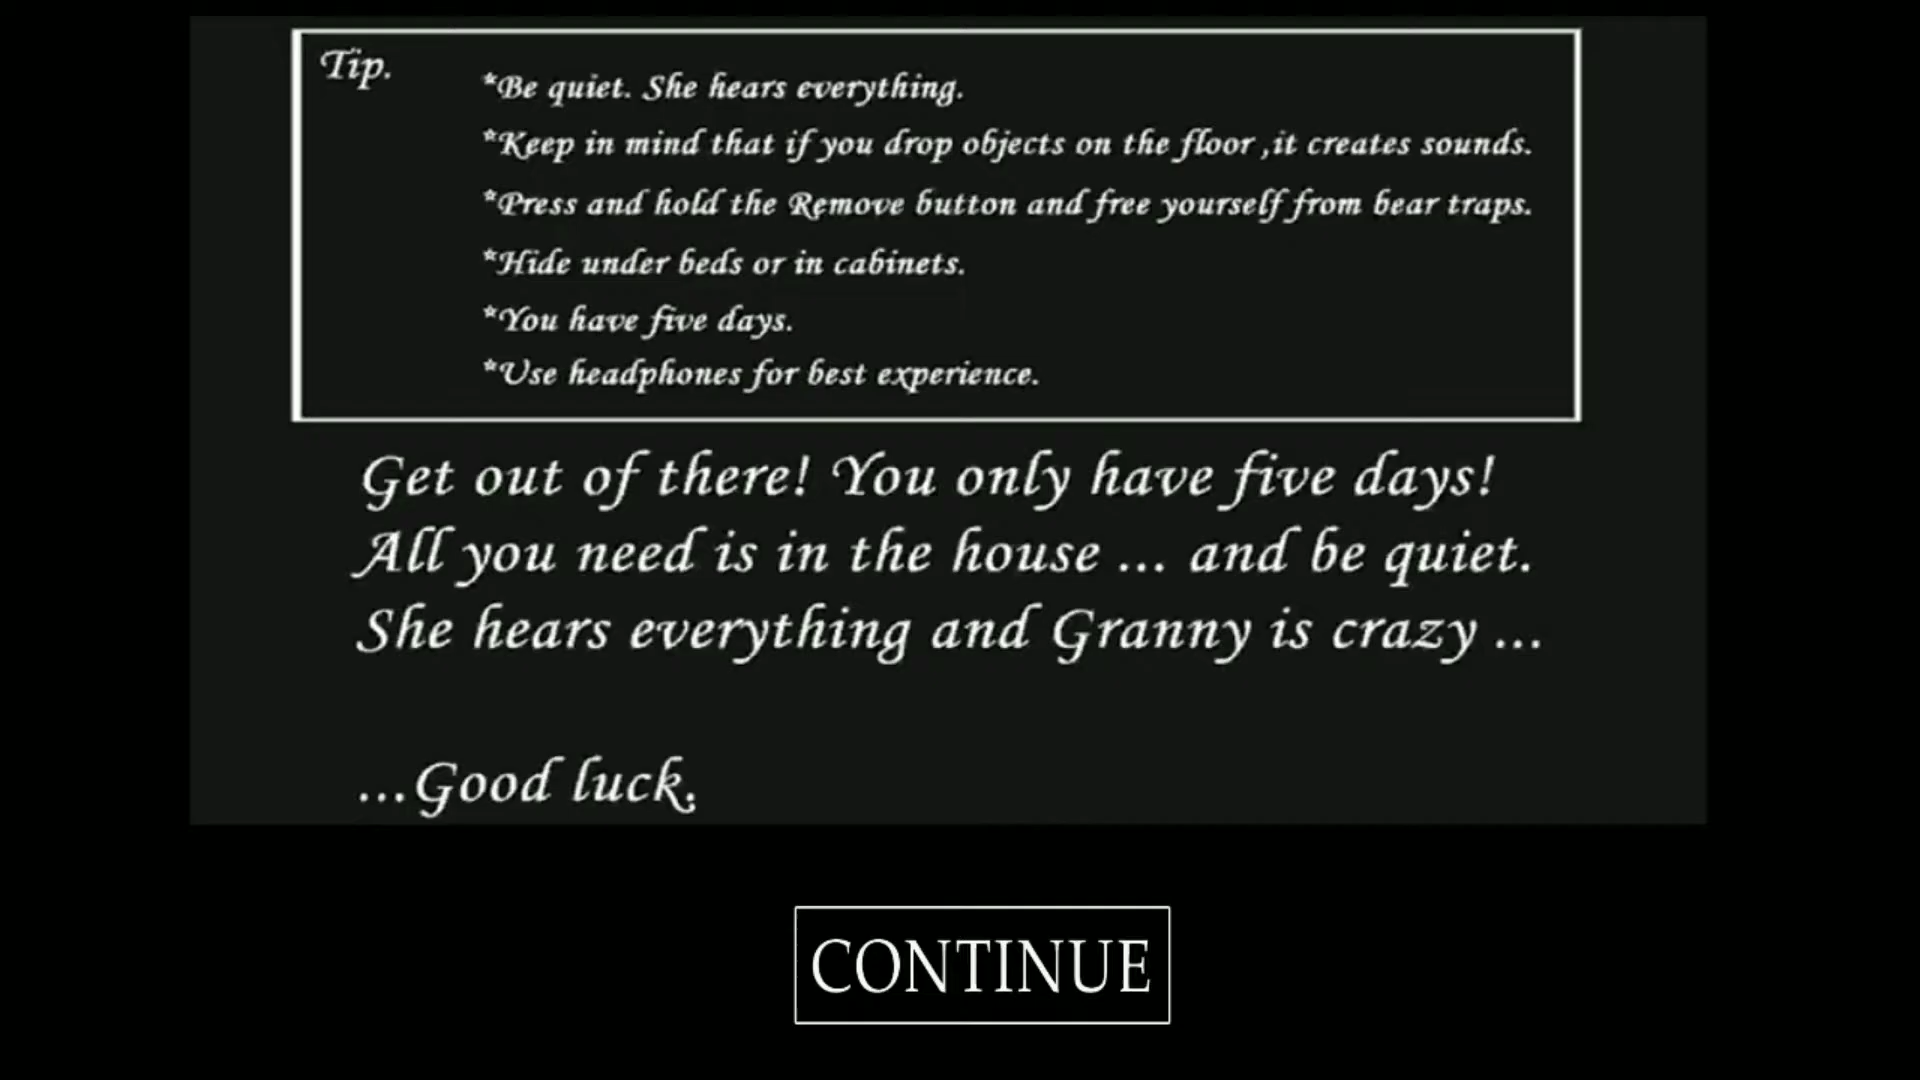 Tip.
*Be quiet. She hears everything.
*Keep in mind that if you drop objects on the floor ,it creates sounds.
*Press and hold the Remove button and free yourself from bear traps.
*Hide under beds or in cabinets.
*You have five days.
*Use headphones for best experience.
Get out of there! You only have five days!
All you need is in the house ... and be quiet.
She hears everything and Granny is crazy ...
...Good luck.
CONTINUE